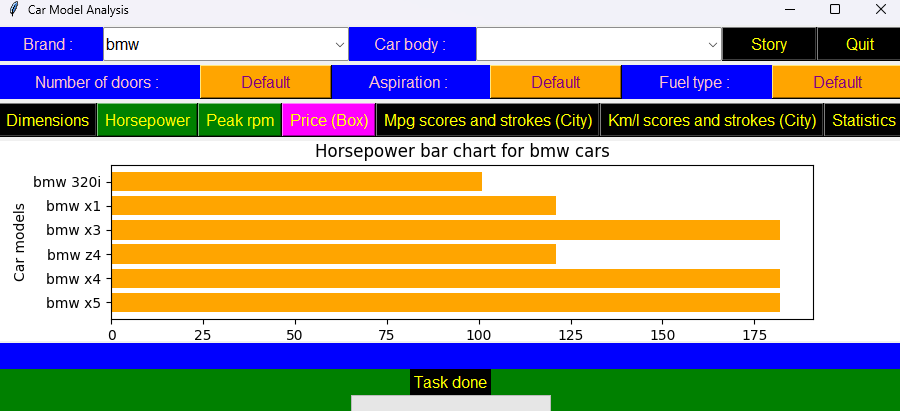 Car Model Analysis
Brand : bmw Car body : Story Quit
Number of doors : Default Aspiration : Default Fuel type : Default
Dimensions Horsepower Peak rpm Price (Box) Mpg scores and strokes (City) Km/l scores and strokes (City) Statistics
Horsepower bar chart for bmw cars
Car models
bmw 320i
bmw x1
bmw x3
bmw z4
bmw x4
bmw x5
0 25 50 75 100 125 150 175
Task done